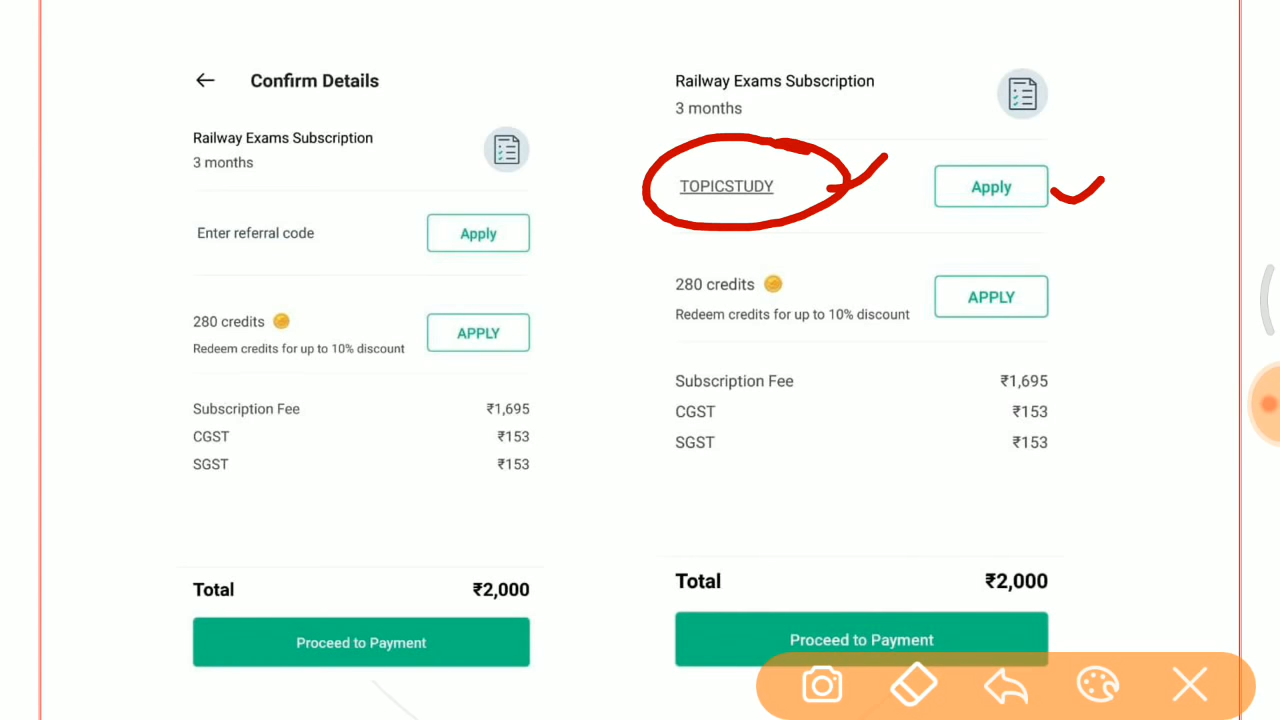 Confirm Details
Railway Exams Subscription
3 months
Enter referral code
Apply
280 credits
Redeem credits for up to 10% discount
APPLY
Subscription Fee ₹1,695
CGST ₹153
SGST ₹153
Total ₹2,000
Proceed to Payment
Railway Exams Subscription
3 months
TOPICSTUDY
Apply
280 credits
Redeem credits for up to 10% discount
APPLY
Subscription Fee ₹1,695
CGST ₹153
SGST ₹153
Total ₹2,000
Proceed to Payment